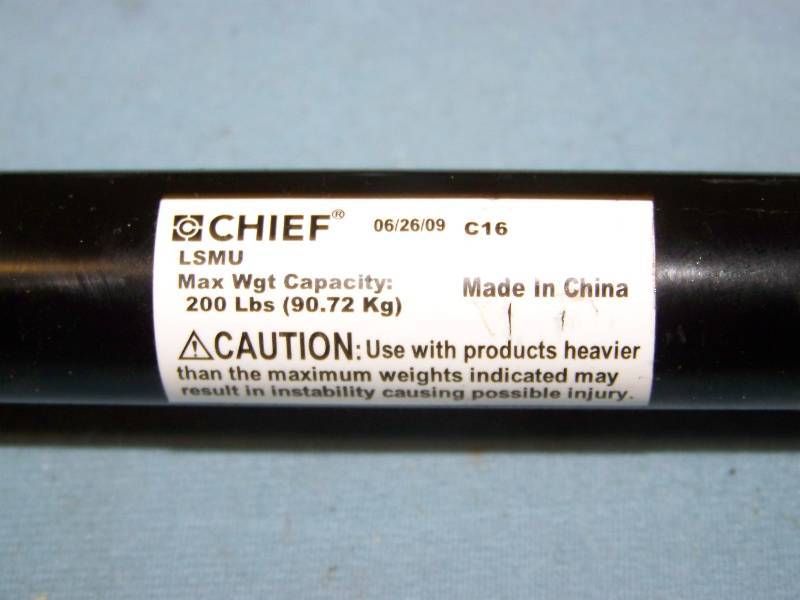 CHIEF® 06/26/09 C16
LSMU
Max Wgt Capacity:
200 Lbs (90.72 Kg) Made In China
CAUTION: Use with products heavier
than the maximum weights indicated may
result in instability causing possible injury.